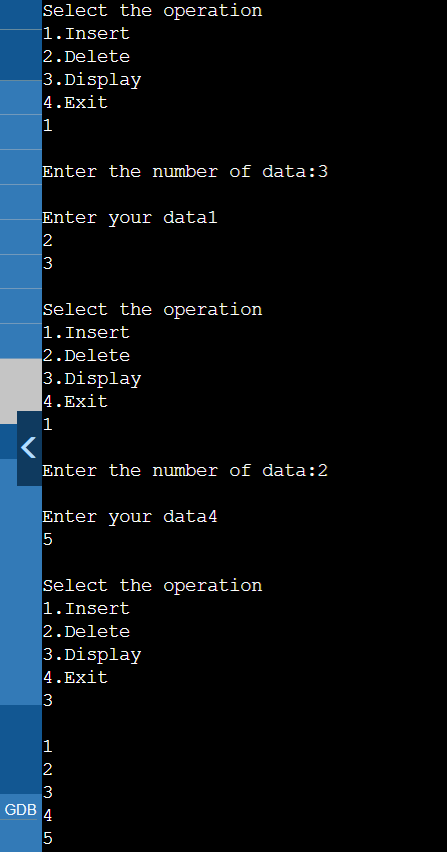 Select the operation
1.Insert
2.Delete
3.Display
4.Exit
1
Enter the number of data:3
Enter your data1
2
3
Select the operation
1.Insert
2.Delete
3.Display
4.Exit
1
Enter the number of data:2
Enter your data4
5
Select the operation
1.Insert
2.Delete
3.Display
4.Exit
3
1
2
3
4
5
GDB